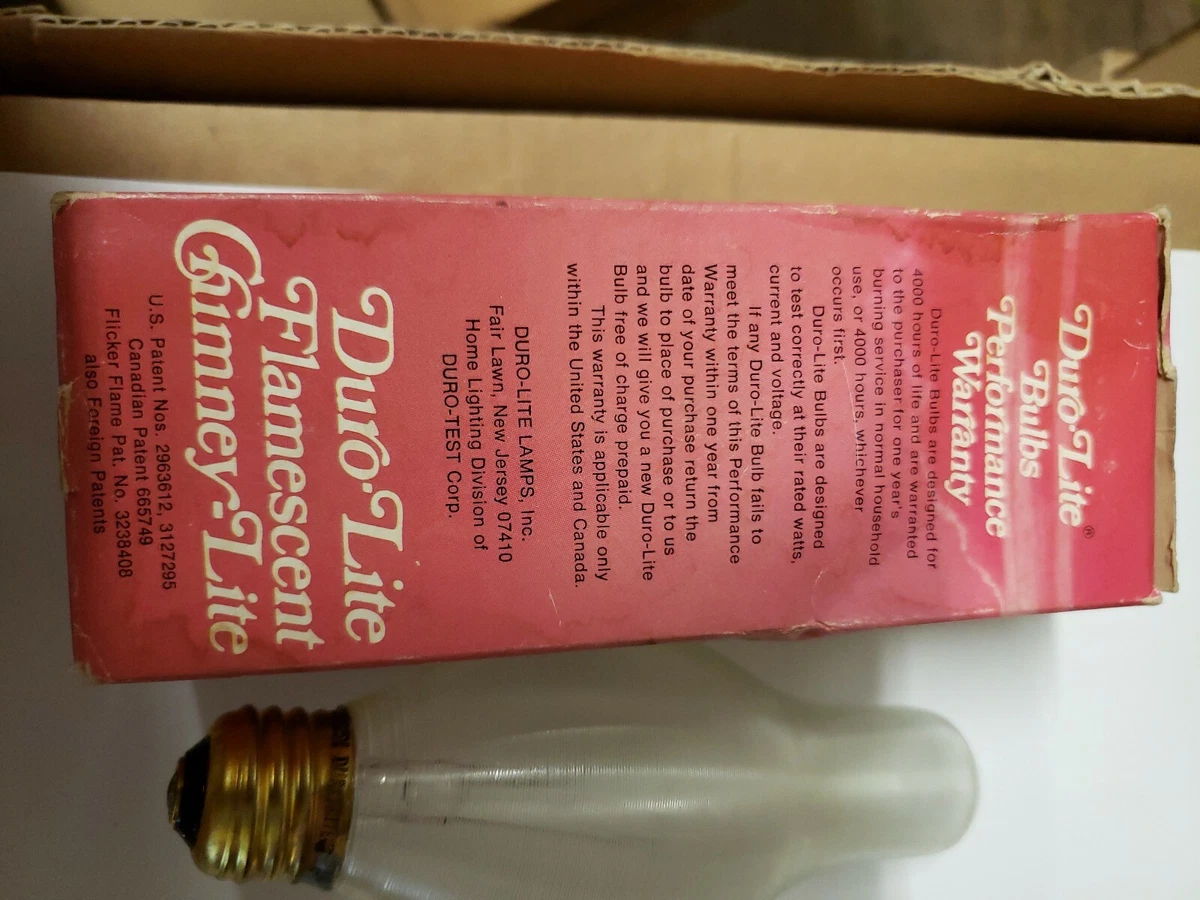 Duro-Lite ®
Bulbs
Performance
Warranty
Duro-Lite Bulbs are designed for
4000 hours of life and are warranted
to the purchaser for one year's
burning service in normal household
use, or 4000 hours, whichever
occurs first.
Duro-Lite Bulbs are designed
to test correctly at their rated watts,
current and voltage.
If any Duro-Lite Bulb fails to
meet the terms of this Performance
Warranty within one year from
date of your purchase return the
bulb to place of purchase or to us
and we will give you a new Duro-Lite
Bulb free of charge prepaid.
This warranty is applicable only
within the United States and Canada.
DURO-LITE LAMPS, Inc.
Fair Lawn, New Jersey 07410
Home Lighting Division of
DURO-TEST Corp.
Duro-Lite
Flamescent
Chimney-Lite
U.S. Patent Nos. 2963612, 3127295
Canadian Patent 665749
Flicker Flame Pat. No. 3238408
also Foreign Patents